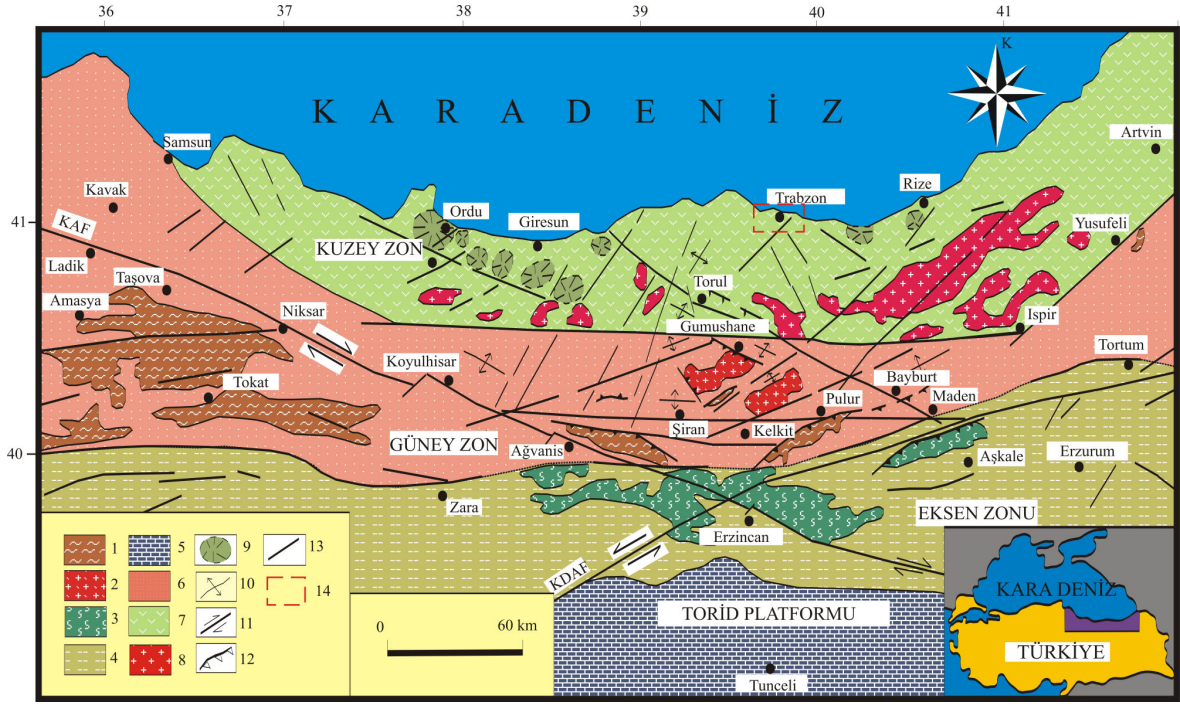 36 37 38 39 40 41
K
KARADENİZ
Artvin
Samsun
Kavak
Rize
Trabzon
41
Ordu
Giresun
KAF
KUZEY ZON
Yusufeli
Ladik
Taşova
Torul
Amasya
Niksar
Ispir
Gumushane
Tortum
Koyulhisar
Tokat
Bayburt
Pulur
Maden
Şiran
Kelkit
GÜNEY ZON
40
Ağvanis
Aşkale
Erzurum
Zara
EKSEN ZONU
Erzincan
KDAF
1 5 9 13
2 6 10 14
3 7 11
4 8 12
0 60 km
TORİD PLATFORMU
Tunceli
KARA DENİZ
TÜRKİYE